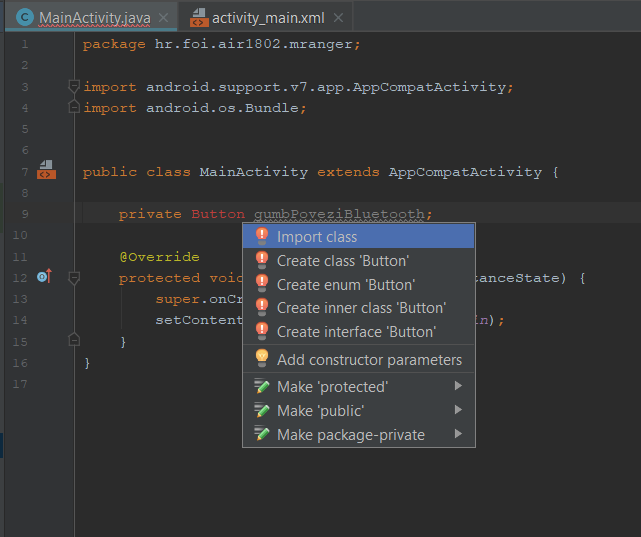 MainActivity.java
activity_main.xml
1 package hr.foi.air1802.mranger;
2
3 import android.support.v7.app.AppCompatActivity;
4 import android.os.Bundle;
5
6
7 public class MainActivity extends AppCompatActivity {
8
9 private Button gumbPoveziBluetooth;
10
11 @Override
12 protected void tanceState) {
13 super.onCr
14 setContent in);
15 }
16 }
17
Import class
Create class 'Button'
Create enum 'Button'
Create inner class 'Button'
Create interface 'Button'
Add constructor parameters
Make 'protected'
Make 'public'
Make package-private